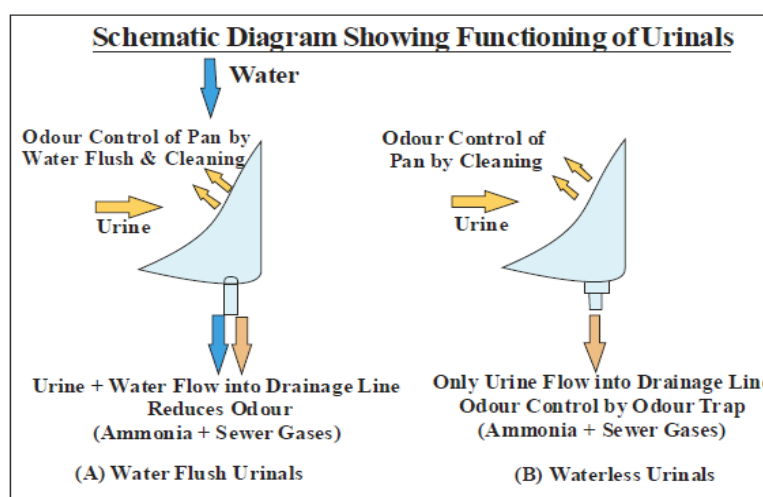 Schematic Diagram Showing Functioning of Urinals
Water
Odour Control of Pan by
Water Flush & Cleaning
Urine
Urine + Water Flow into Drainage Line
Reduces Odour
(Ammonia + Sewer Gases)
(A) Water Flush Urinals
Odour Control of
Pan by Cleaning
Urine
Only Urine Flow into Drainage Line
Odour Control by Odour Trap
(Ammonia + Sewer Gases)
(B) Waterless Urinals